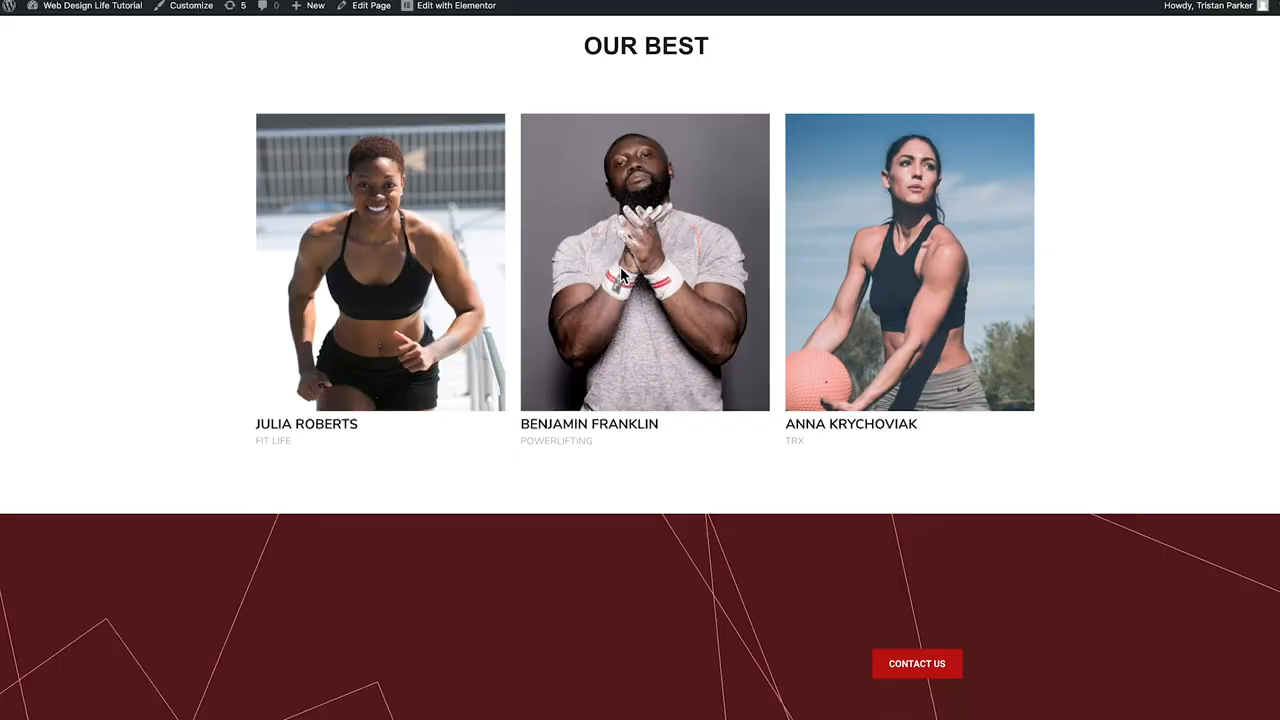 Web Design Life Tutorial Customize 5 0 New Edit Page Edit with Elementor Howdy, Tristan Parker
OUR BEST
JULIA ROBERTS
FIT LIFE
BENJAMIN FRANKLIN
POWERLIFTING
ANNA KRYCHOVIAK
TRX
CONTACT US